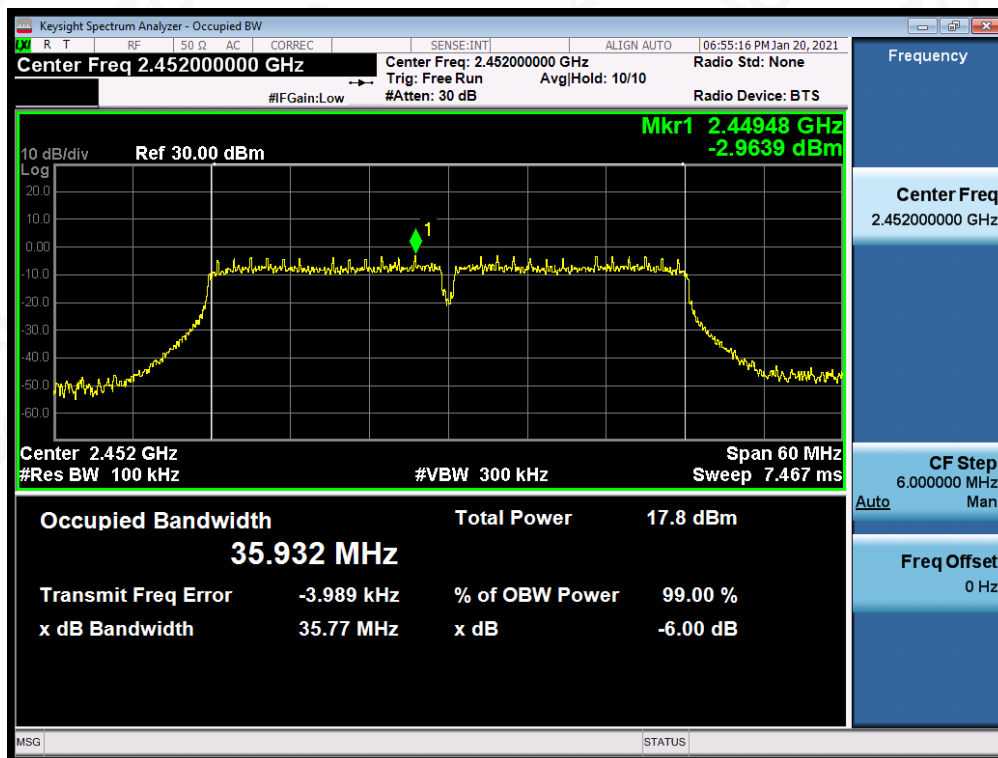 Keysight Spectrum Analyzer - Occupied BW
LXI R T RF 50 Ω AC CORREC SENSE:INT ALIGN AUTO 06:55:16 PM Jan 20, 2021
Center Freq 2.452000000 GHz
Center Freq: 2.452000000 GHz Radio Std: None
Trig: Free Run Avg|Hold: 10/10
#IFGain:Low #Atten: 30 dB Radio Device: BTS
Mkr1 2.44948 GHz
-2.9639 dBm
10 dB/div Ref 30.00 dBm
Log
20.0
10.0
1
0.00
-10.0
-20.0
-30.0
-40.0
-50.0
-60.0
Center 2.452 GHz Span 60 MHz
#Res BW 100 kHz #VBW 300 kHz Sweep 7.467 ms
Occupied Bandwidth Total Power 17.8 dBm
35.932 MHz
Transmit Freq Error -3.989 kHz % of OBW Power 99.00 %
x dB Bandwidth 35.77 MHz x dB -6.00 dB
MSG STATUS
Frequency
Center Freq
2.452000000 GHz
CF Step
6.000000 MHz
Auto Man
Freq Offset
0 Hz